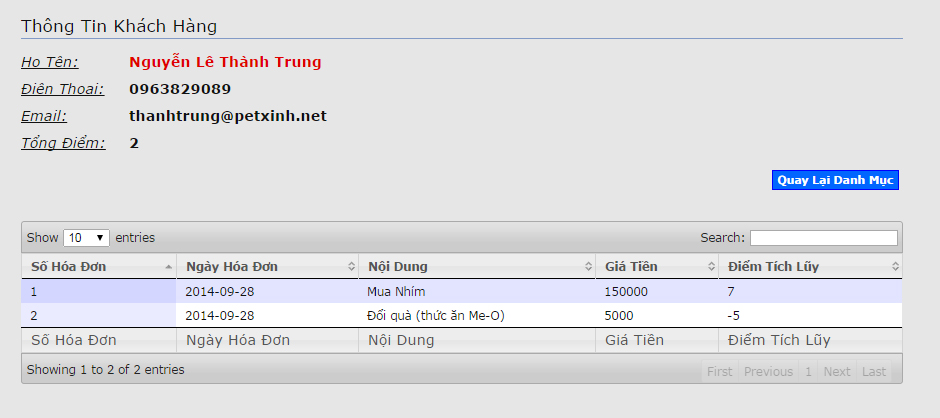 Thông Tin Khách Hàng
Họ Tên: Nguyễn Lê Thành Trung
Điện Thoại: 0963829089
Email: thanhtrung@petxinh.net
Tổng Điểm: 2
Quay Lại Danh Mục
Show 10 entries Search:
Số Hóa Đơn Ngày Hóa Đơn Nội Dung Giá Tiền Điểm Tích Lũy
1 2014-09-28 Mua Nhím 150000 7
2 2014-09-28 Đổi quà (thức ăn Me-O) 5000 -5
Số Hóa Đơn Ngày Hóa Đơn Nội Dung Giá Tiền Điểm Tích Lũy
Showing 1 to 2 of 2 entries First Previous 1 Next Last